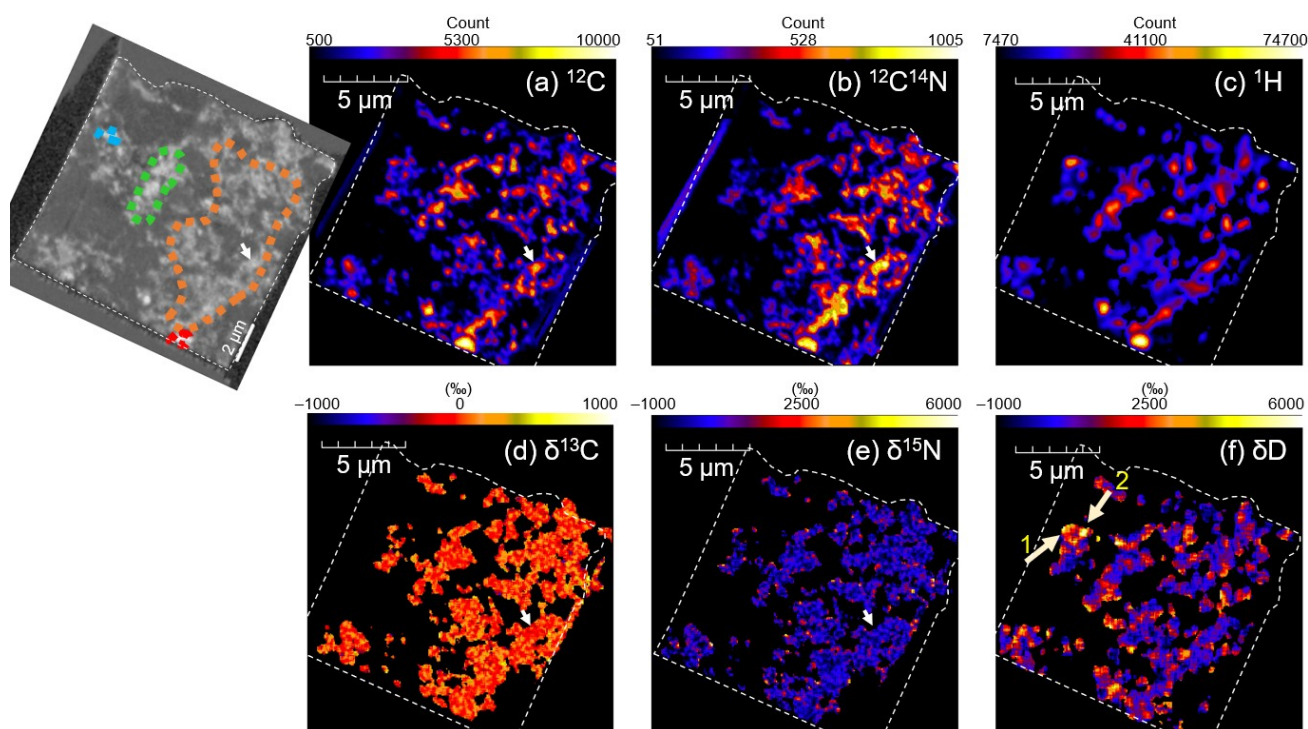 Count
500 5300 10000
(a) ¹²C
5 µm
Count
51 528 1005
(b) ¹²C¹⁴N
5 µm
Count
7470 41100 74700
(c) ¹H
5 µm
2 µm
(‰)
–1000 0 1000
(d) δ¹³C
5 µm
(‰)
–1000 2500 6000
(e) δ¹⁵N
5 µm
(‰)
–1000 2500 6000
(f) δD
5 µm
2
1